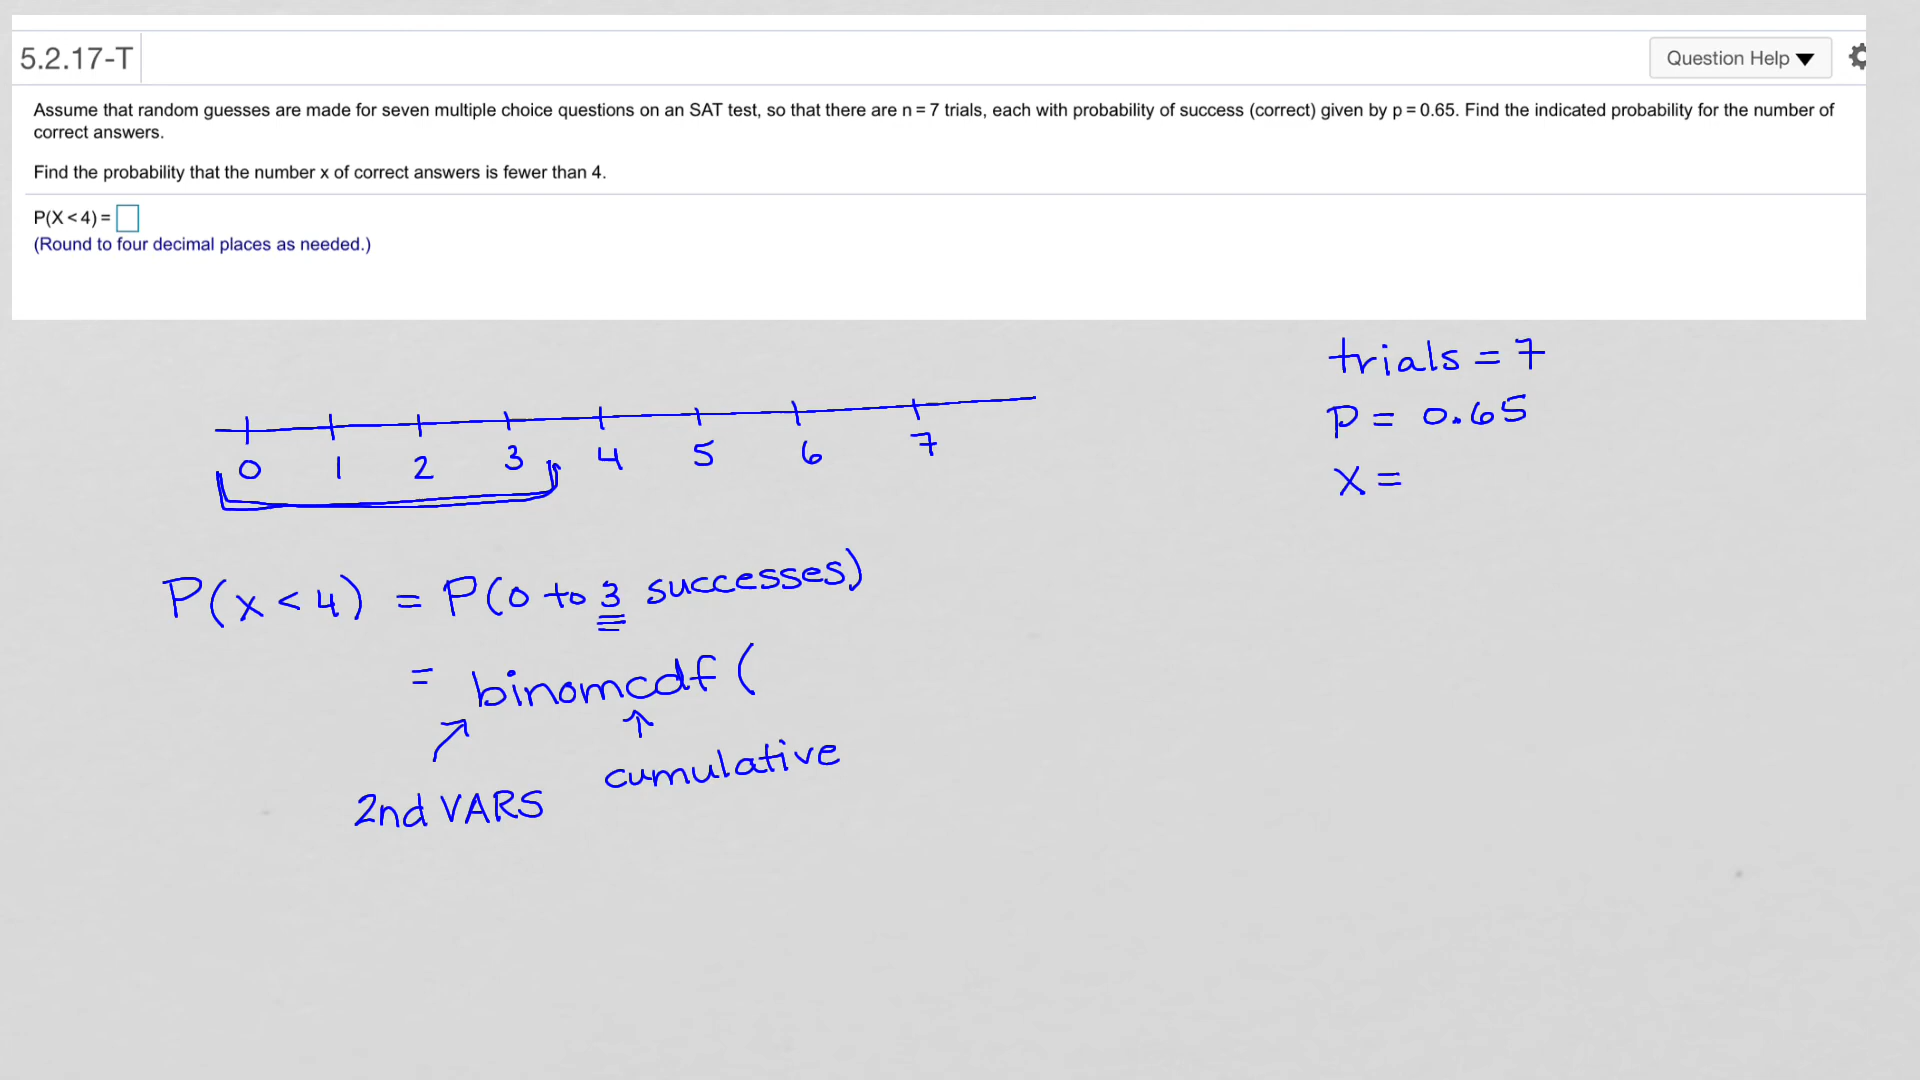 5.2.17-T
Question Help ▼
Assume that random guesses are made for seven multiple choice questions on an SAT test, so that there are n = 7 trials, each with probability of success (correct) given by p = 0.65. Find the indicated probability for the number of
correct answers.
Find the probability that the number x of correct answers is fewer than 4.
P(X < 4) =
(Round to four decimal places as needed.)
trials = 7
p = 0.65
x =
0 1 2 3 4 5 6 7
P(x < 4) = P(0 to 3 successes)
= binomcdf (
cumulative
2nd VARS